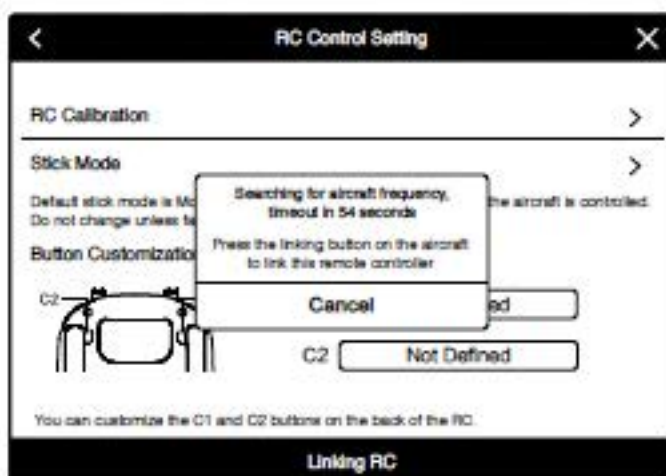 RC Control Setting
RC Calibration
Stick Mode
Default stick mode is Mo
the aircraft is controlled.
Do not change unless fa
Searching for aircraft frequency,
timeout in 54 seconds
Press the linking button on the aircraft
to link this remote controller
Cancel
Button Customization
C2
ed
C2 Not Defined
You can customize the C1 and C2 buttons on the back of the RC.
Linking RC